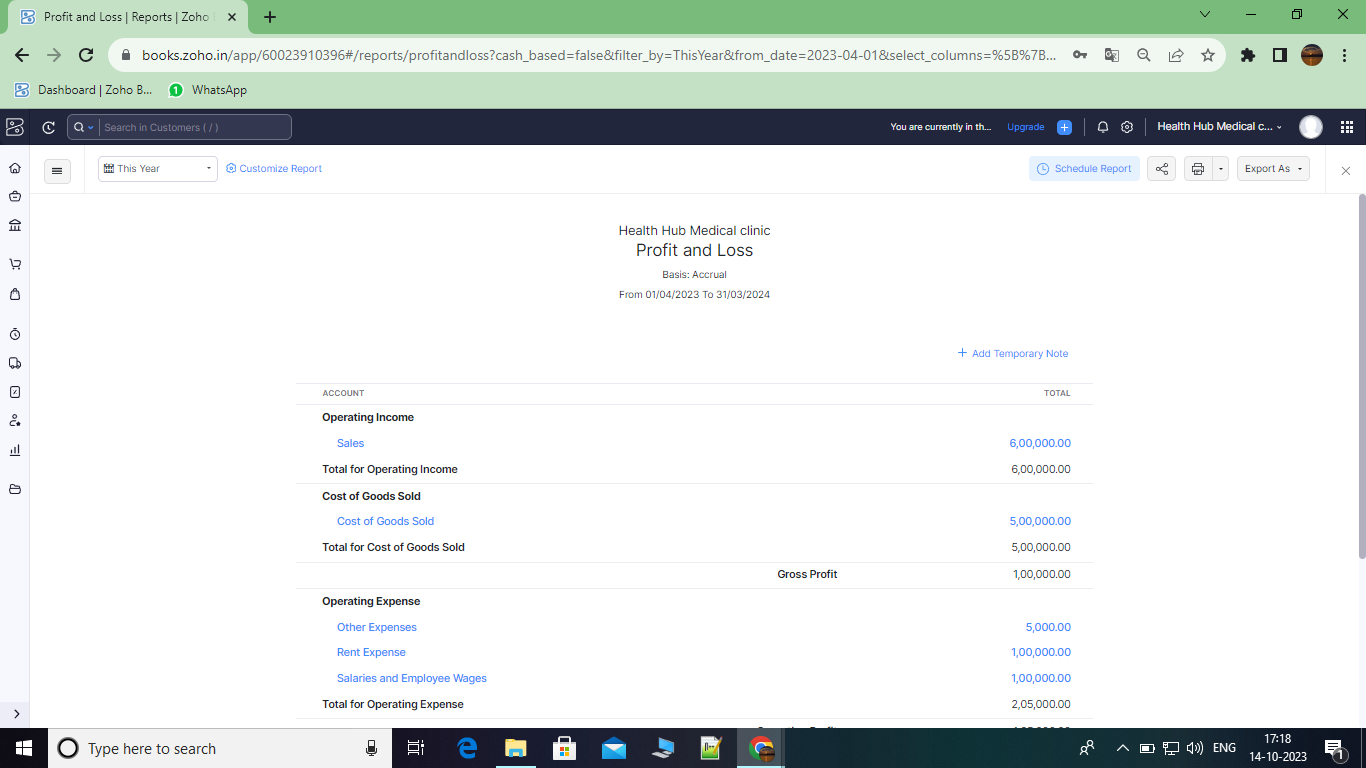 Profit and Loss | Reports | Zoho
books.zoho.in/app/60023910396#/reports/profitandloss?cash_based=false&filter_by=ThisYear&from_date=2023-04-01&select_columns=%5B%7B...
Dashboard | Zoho B... WhatsApp
Search in Customers ( / ) You are currently in th... Upgrade Health Hub Medical c...
This Year Customize Report Schedule Report Export As
Health Hub Medical clinic
Profit and Loss
Basis: Accrual
From 01/04/2023 To 31/03/2024
+ Add Temporary Note
ACCOUNT TOTAL
Operating Income
Sales 6,00,000.00
Total for Operating Income 6,00,000.00
Cost of Goods Sold
Cost of Goods Sold 5,00,000.00
Total for Cost of Goods Sold 5,00,000.00
Gross Profit 1,00,000.00
Operating Expense
Other Expenses 5,000.00
Rent Expense 1,00,000.00
Salaries and Employee Wages 1,00,000.00
Total for Operating Expense 2,05,000.00
Type here to search ENG 17:18
14-10-2023 1